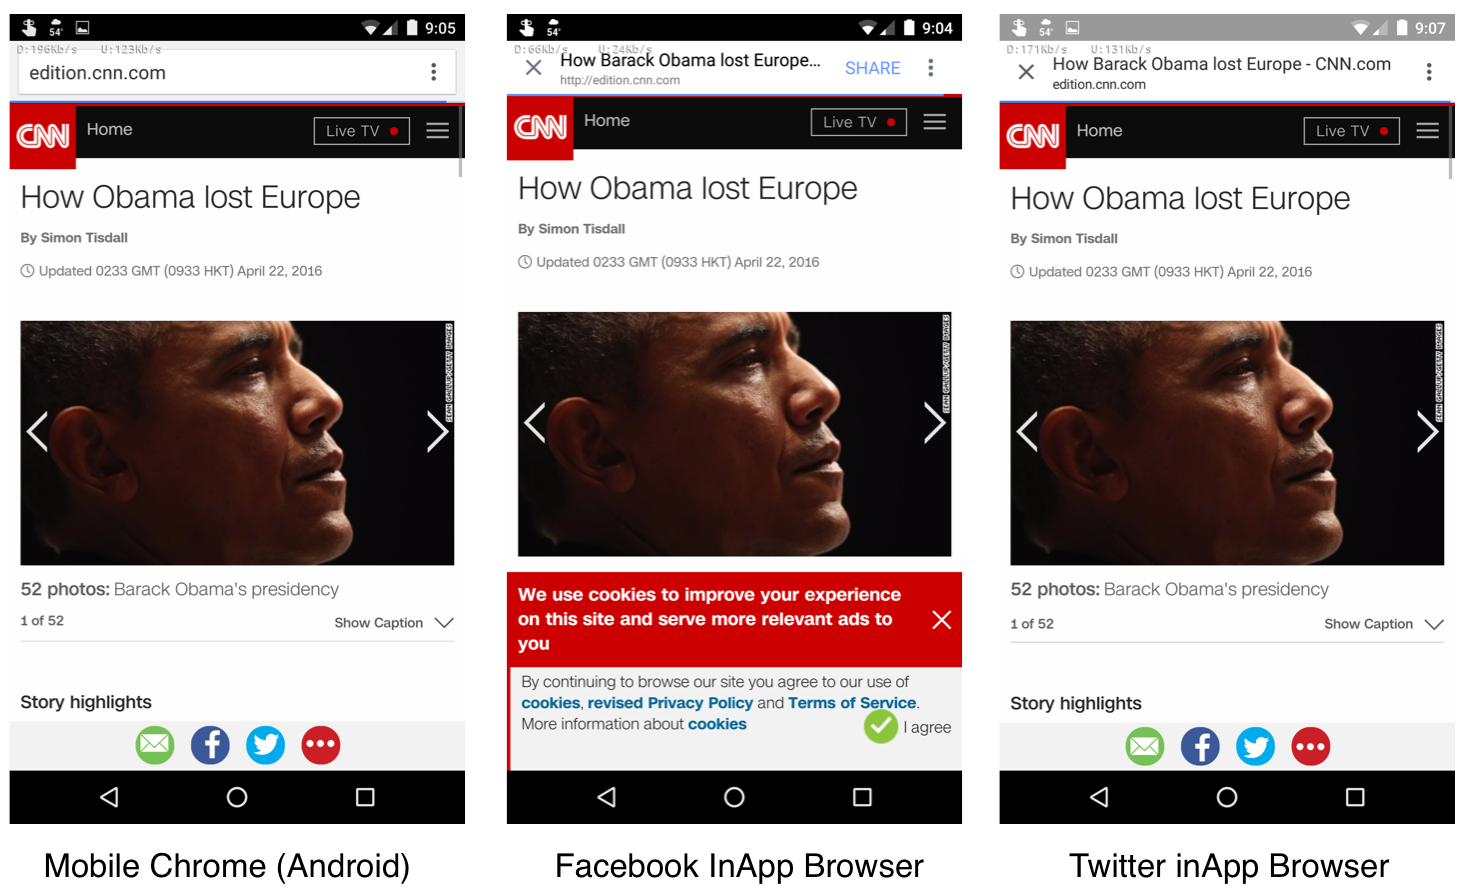 54°
9:05
D:196Kb/s U:123Kb/s
edition.cnn.com
CNN
Home
Live TV
How Obama lost Europe
By Simon Tisdall
Updated 0233 GMT (0933 HKT) April 22, 2016
SEAN GALLUP/GETTY IMAGES
52 photos: Barack Obama's presidency
1 of 52
Show Caption
Story highlights
Mobile Chrome (Android)
54°
9:04
D:66Kb/s U:24Kb/s
How Barack Obama lost Europe...
http://edition.cnn.com
SHARE
CNN
Home
Live TV
How Obama lost Europe
By Simon Tisdall
Updated 0233 GMT (0933 HKT) April 22, 2016
SEAN GALLUP/GETTY IMAGES
We use cookies to improve your experience
on this site and serve more relevant ads to
you
By continuing to browse our site you agree to our use of
cookies, revised Privacy Policy and Terms of Service.
More information about cookies
I agree
Facebook InApp Browser
54°
9:07
D:171Kb/s U:131Kb/s
How Barack Obama lost Europe - CNN.com
edition.cnn.com
CNN
Home
Live TV
How Obama lost Europe
By Simon Tisdall
Updated 0233 GMT (0933 HKT) April 22, 2016
SEAN GALLUP/GETTY IMAGES
52 photos: Barack Obama's presidency
1 of 52
Show Caption
Story highlights
Twitter inApp Browser